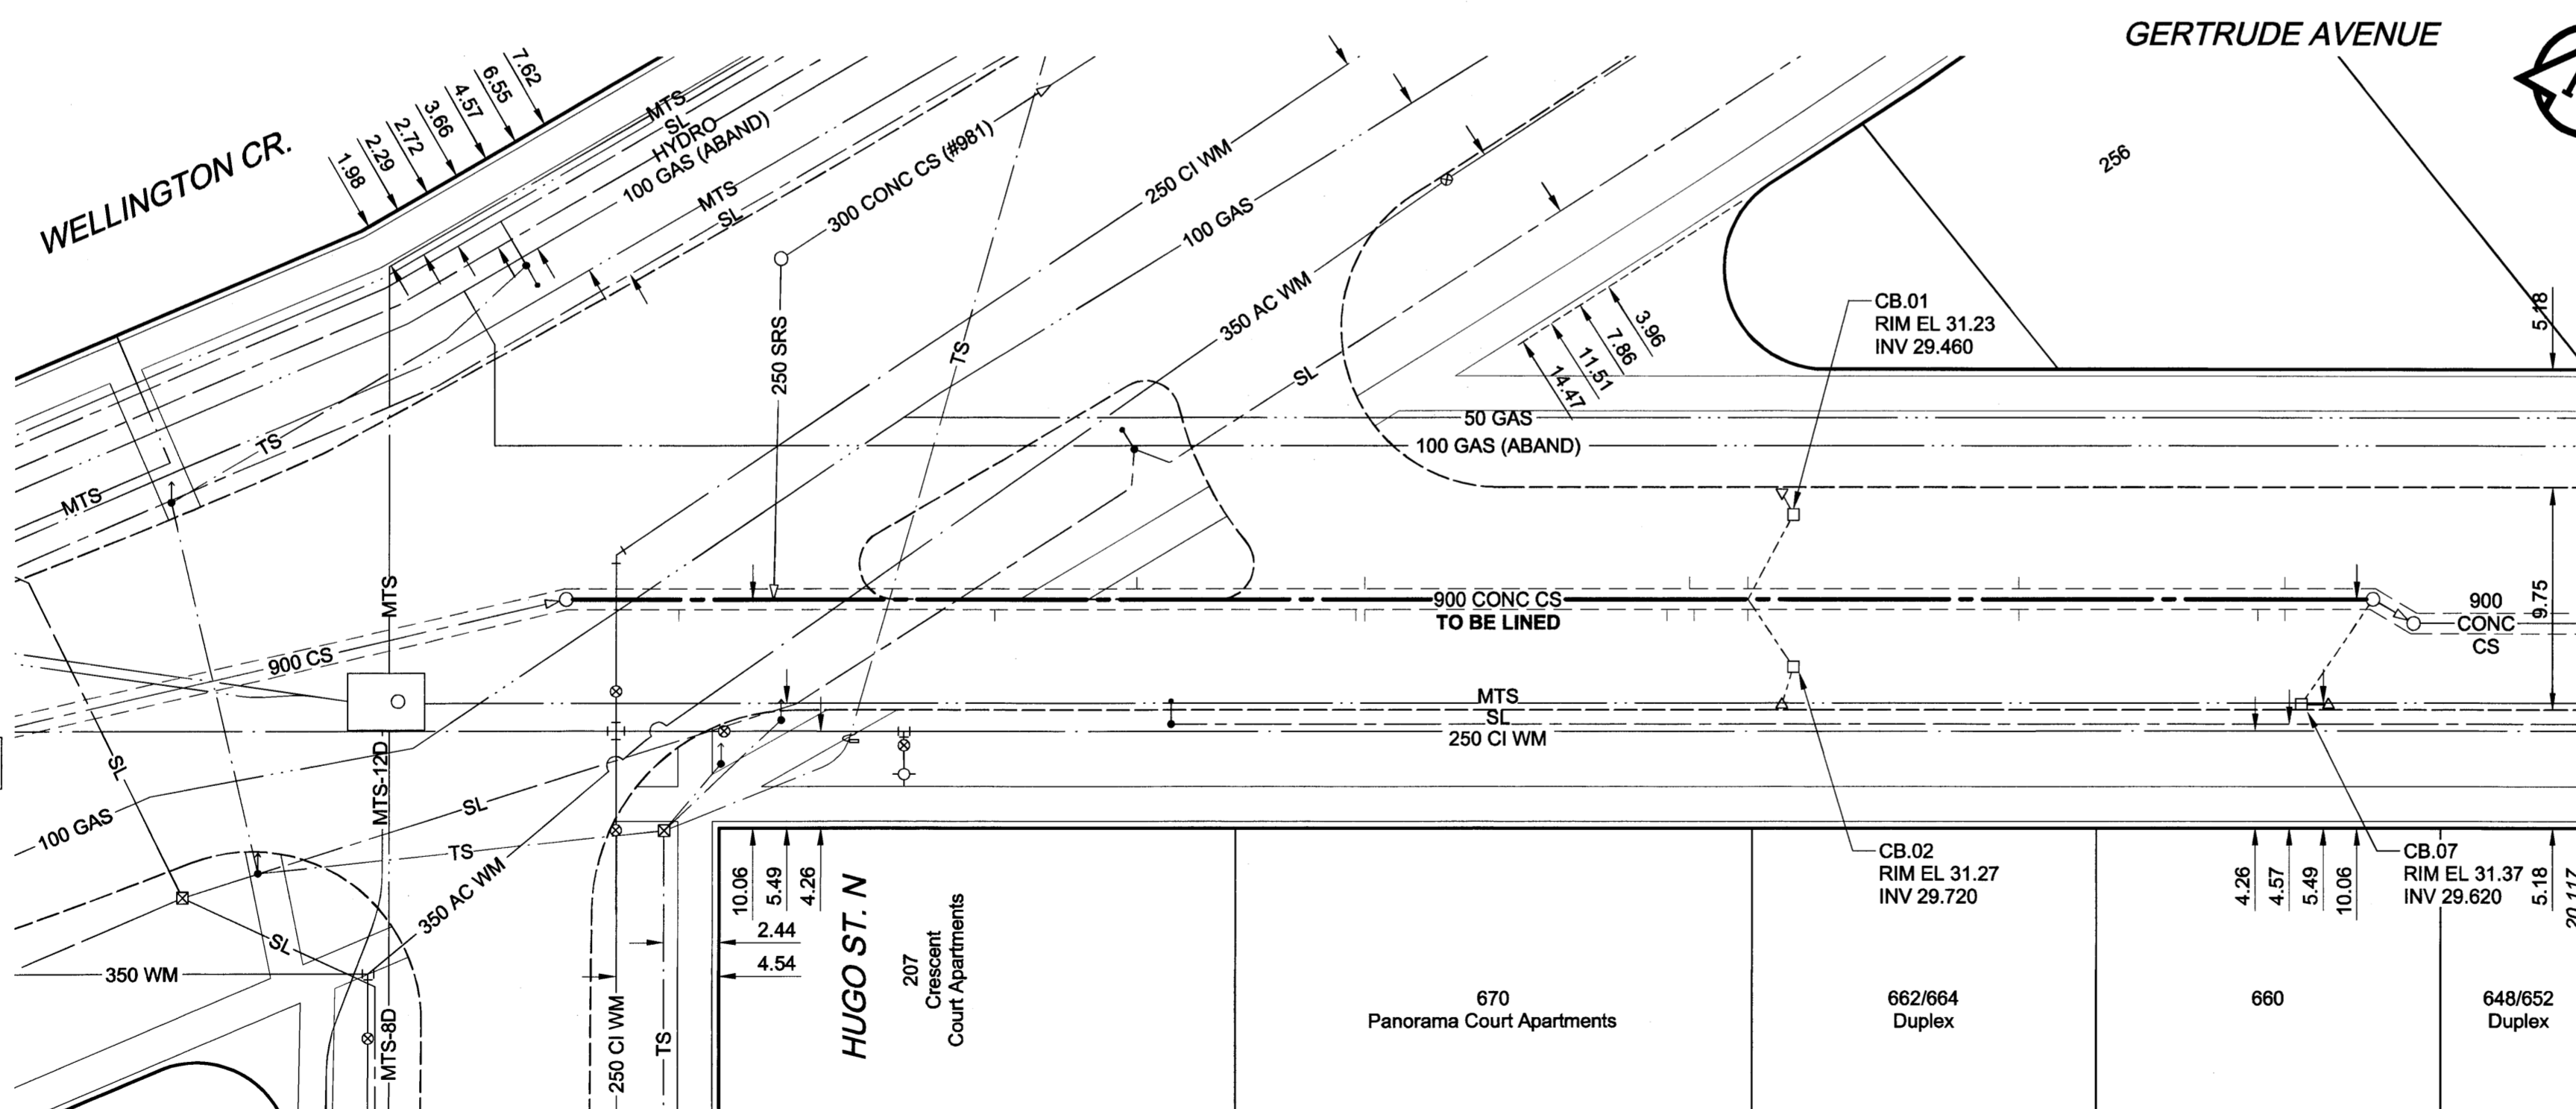 GERTRUDE AVENUE
WELLINGTON CR.
1.98
2.29
2.72
3.66
4.57
6.55
7.62
MTS
SL
HYDRO
100 GAS (ABAND)
MTS
SL
300 CONC CS (#981)
250 CI WM
100 GAS
350 AC WM
SL
256
CB.01
RIM EL 31.23
INV 29.460
3.96
7.86
11.51
14.47
5.18
250 SRS
TS
TS
MTS
50 GAS
100 GAS (ABAND)
MTS
900 CONC CS
TO BE LINED
900
CONC
CS
9.75
900 CS
MTS
SL
250 CI WM
SL
MTS-12D
100 GAS
SL
TS
350 AC WM
SL
350 WM
MTS-8D
250 CI WM
TS
10.06
5.49
4.26
2.44
4.54
HUGO ST. N
207
Crescent
Court Apartments
670
Panorama Court Apartments
CB.02
RIM EL 31.27
INV 29.720
662/664
Duplex
660
4.26
4.57
5.49
10.06
CB.07
RIM EL 31.37
INV 29.620
5.18
20.117
648/652
Duplex